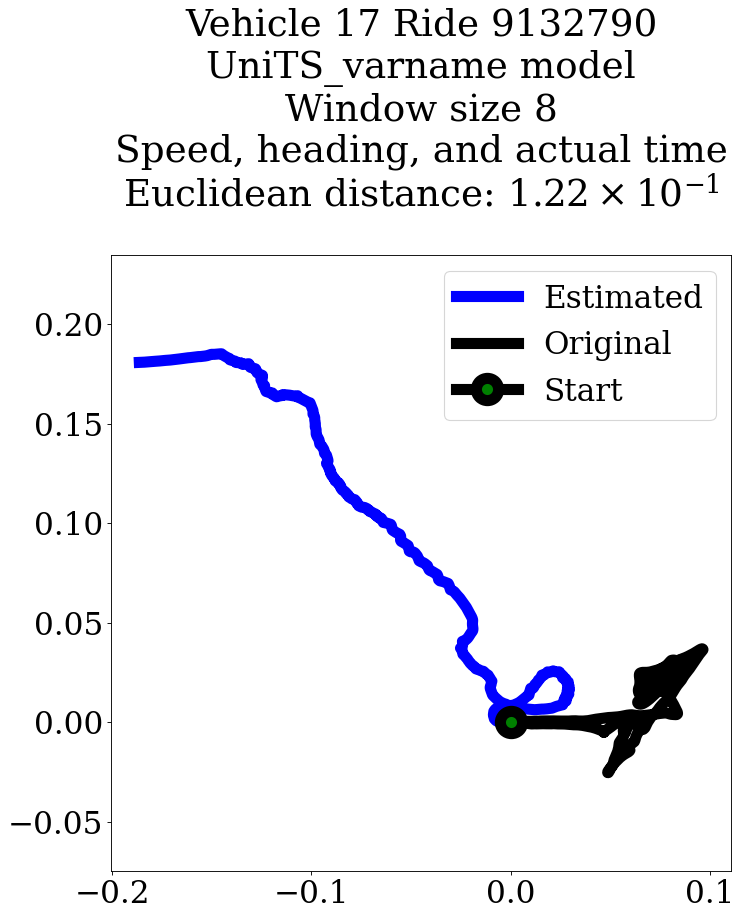 Vehicle 17 Ride 9132790
UniTS_varname model
Window size 8
Speed, heading, and actual time
Euclidean distance: 1.22 × 10⁻¹
Estimated
Original
Start
0.20
0.15
0.10
0.05
0.00
−0.05
−0.2
−0.1
0.0
0.1